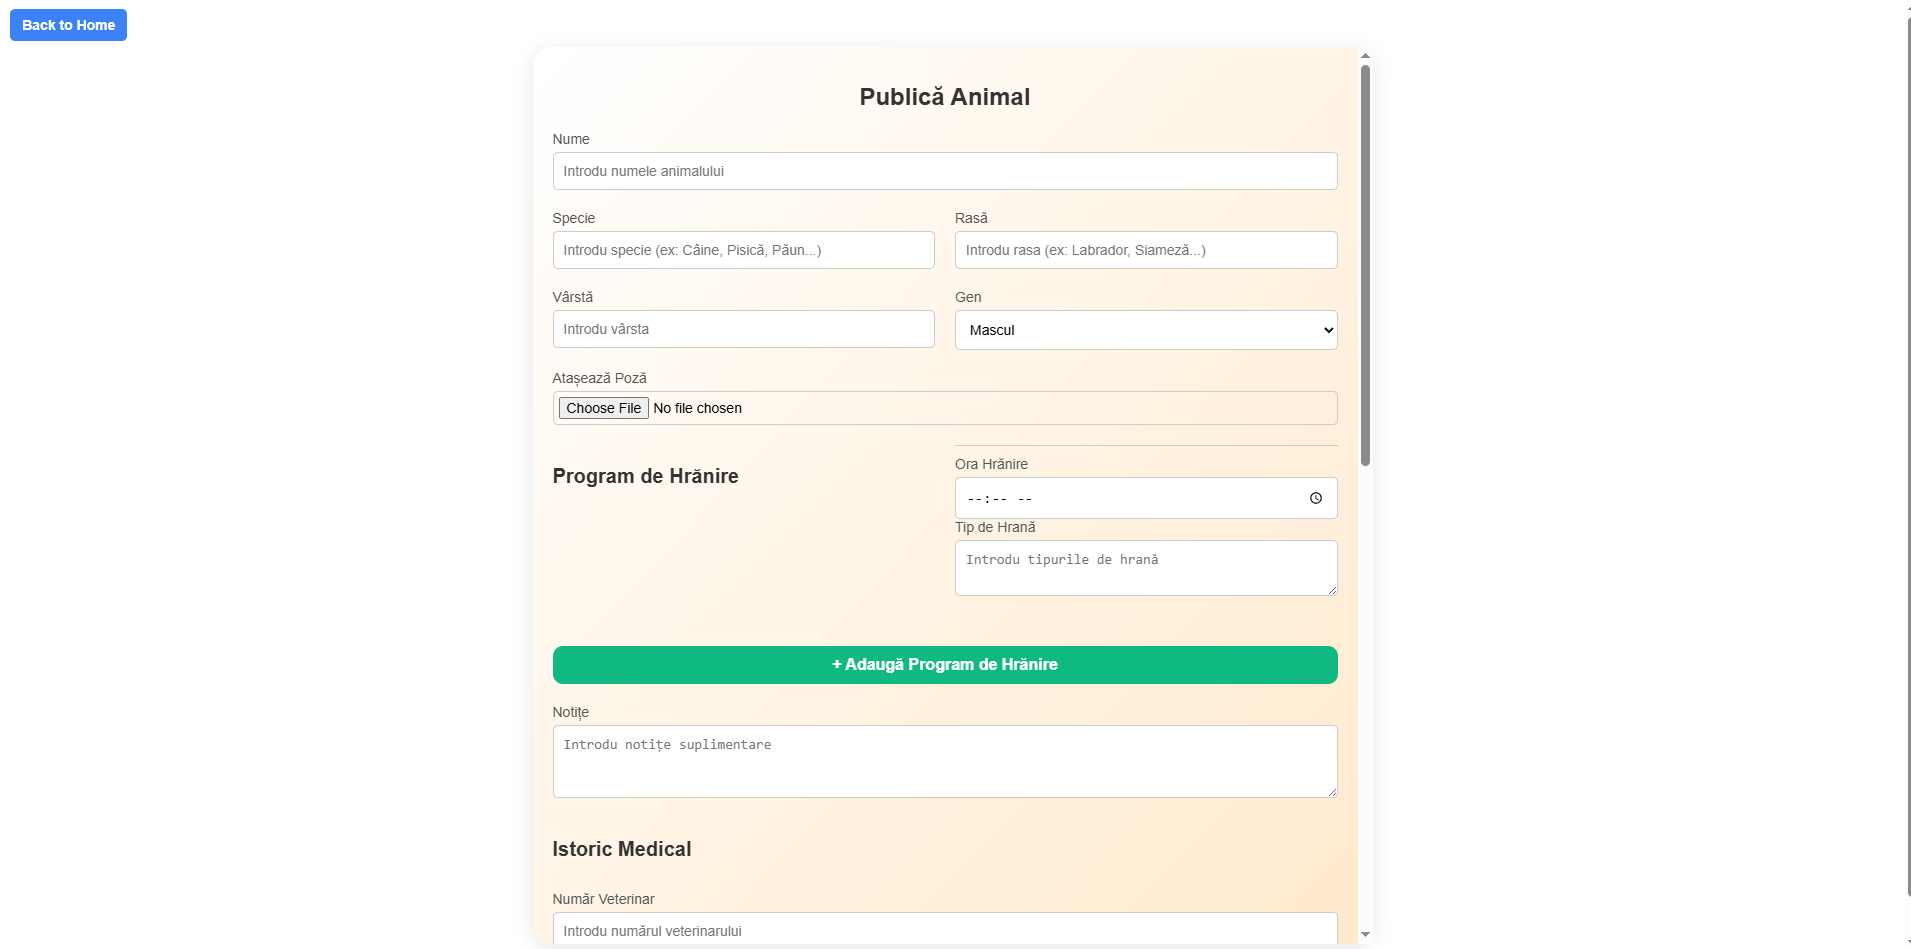 Back to Home
Publică Animal
Nume
Introdu numele animalului
Specie
Rasă
Introdu specie (ex: Câine, Pisică, Păun...)
Introdu rasa (ex: Labrador, Siameză...)
Vârstă
Gen
Introdu vârsta
Mascul
Atașează Poză
Choose File No file chosen
Program de Hrănire
Ora Hrănire
--:-- --
Tip de Hrană
Introdu tipurile de hrană
+ Adaugă Program de Hrănire
Notițe
Introdu notițe suplimentare
Istoric Medical
Număr Veterinar
Introdu numărul veterinarului